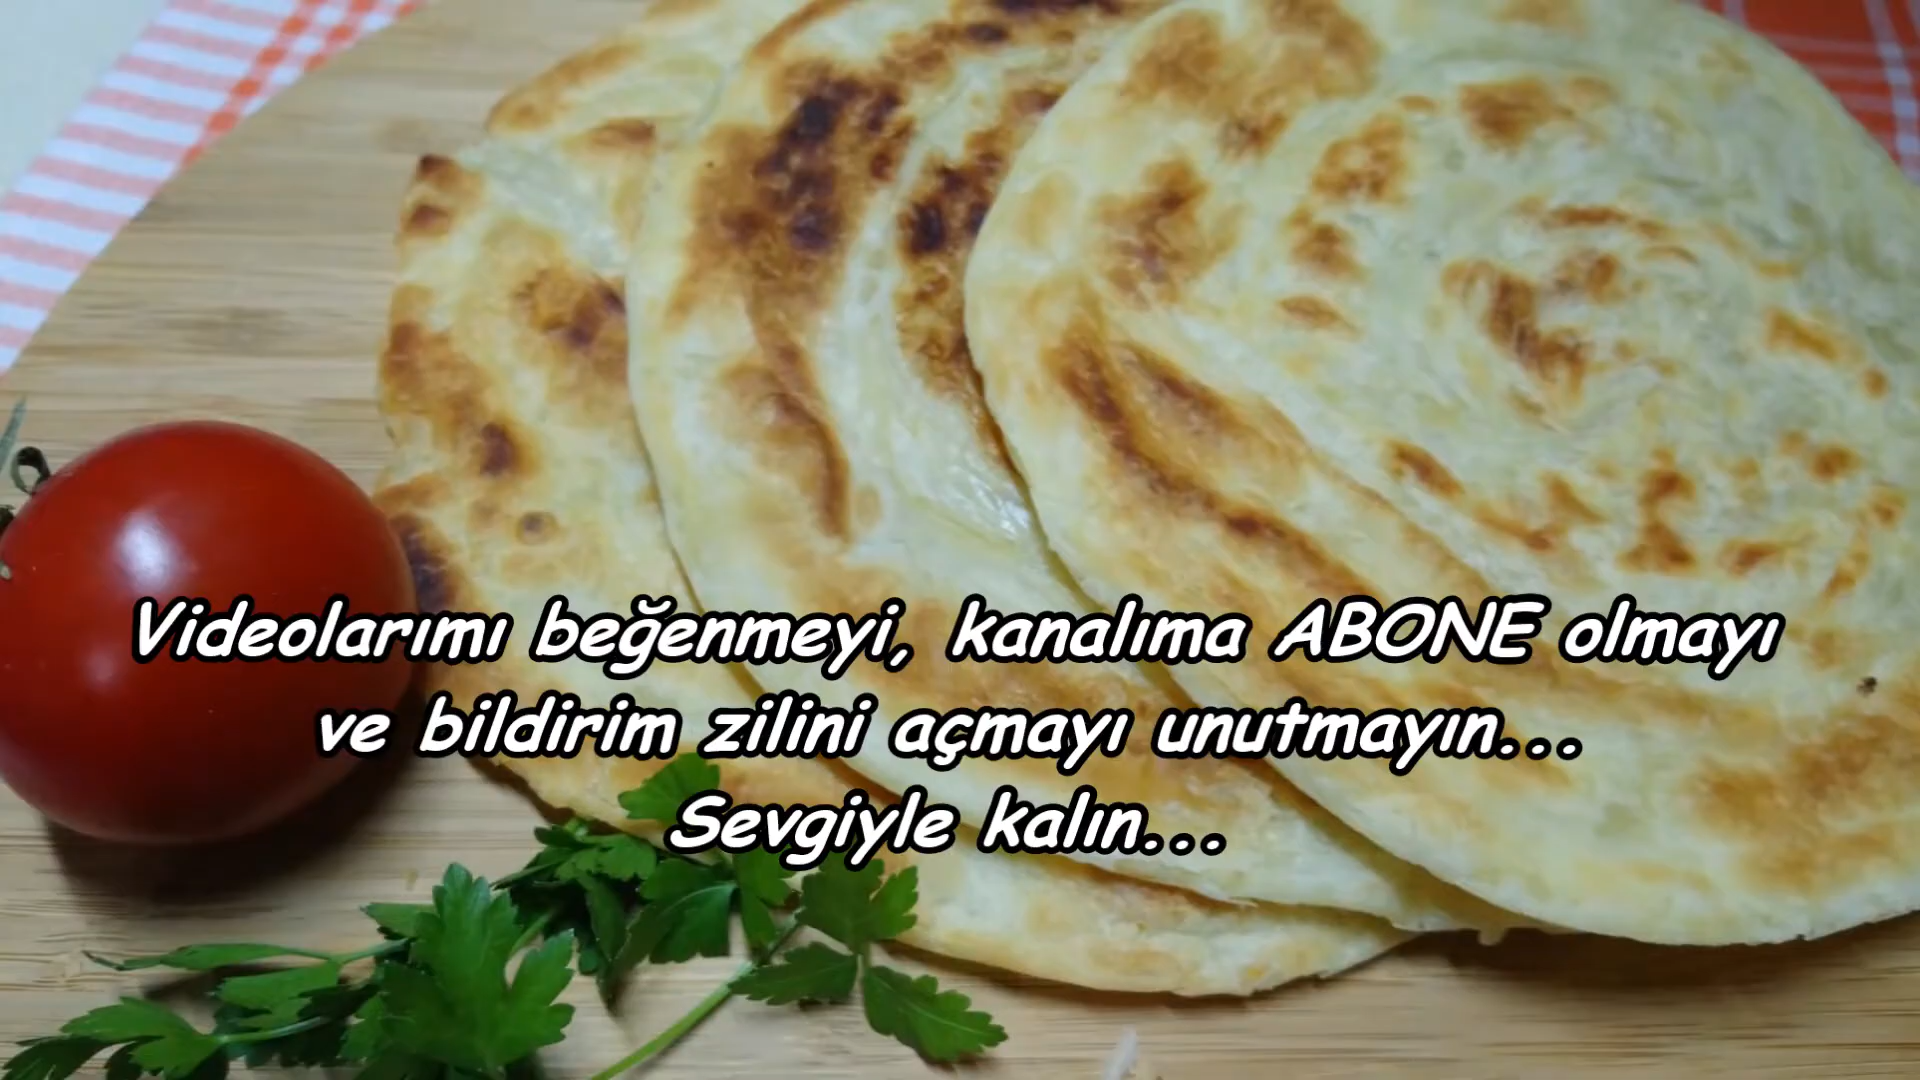 Videolarımı beğenmeyi, kanalıma ABONE olmayı
ve bildirim zilini açmayı unutmayın...
Sevgiyle kalın...